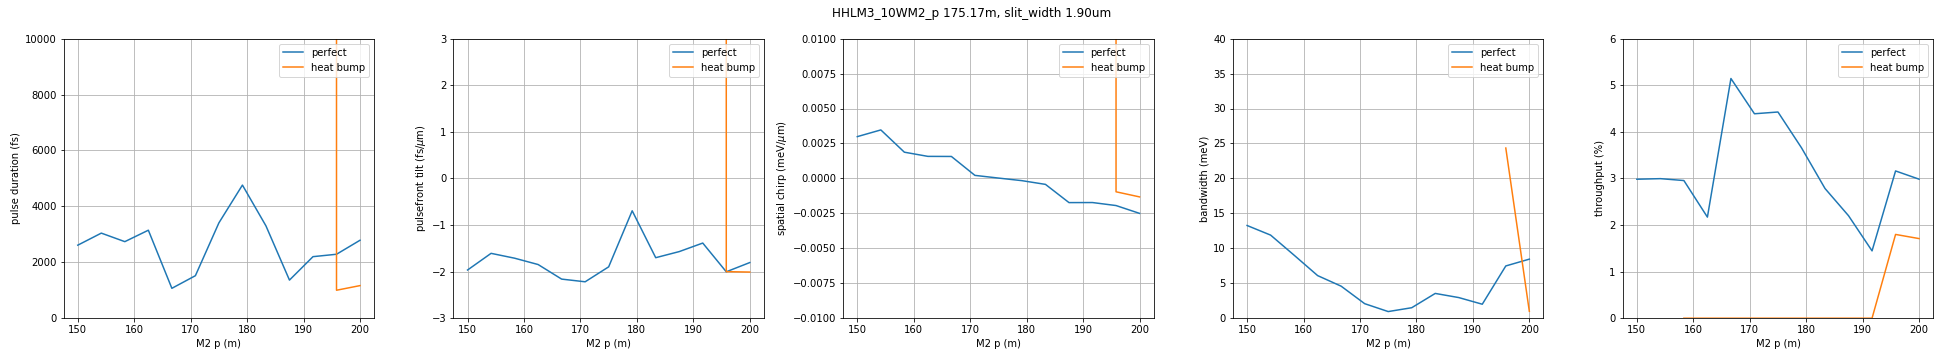 HHLM3_10WM2_p 175.17m, slit_width 1.90um
pulse duration (fs)
10000
8000
6000
4000
2000
0
150 160 170 180 190 200
M2 p (m)
perfect
heat bump
pulsefront tilt (fs/μm)
3
2
1
0
−1
−2
−3
150 160 170 180 190 200
M2 p (m)
perfect
heat bump
spatial chirp (meV/μm)
0.0100
0.0075
0.0050
0.0025
0.0000
−0.0025
−0.0050
−0.0075
−0.0100
150 160 170 180 190 200
M2 p (m)
perfect
heat bump
bandwidth (meV)
40
35
30
25
20
15
10
5
0
150 160 170 180 190 200
M2 p (m)
perfect
heat bump
throughput (%)
6
5
4
3
2
1
0
150 160 170 180 190 200
M2 p (m)
perfect
heat bump